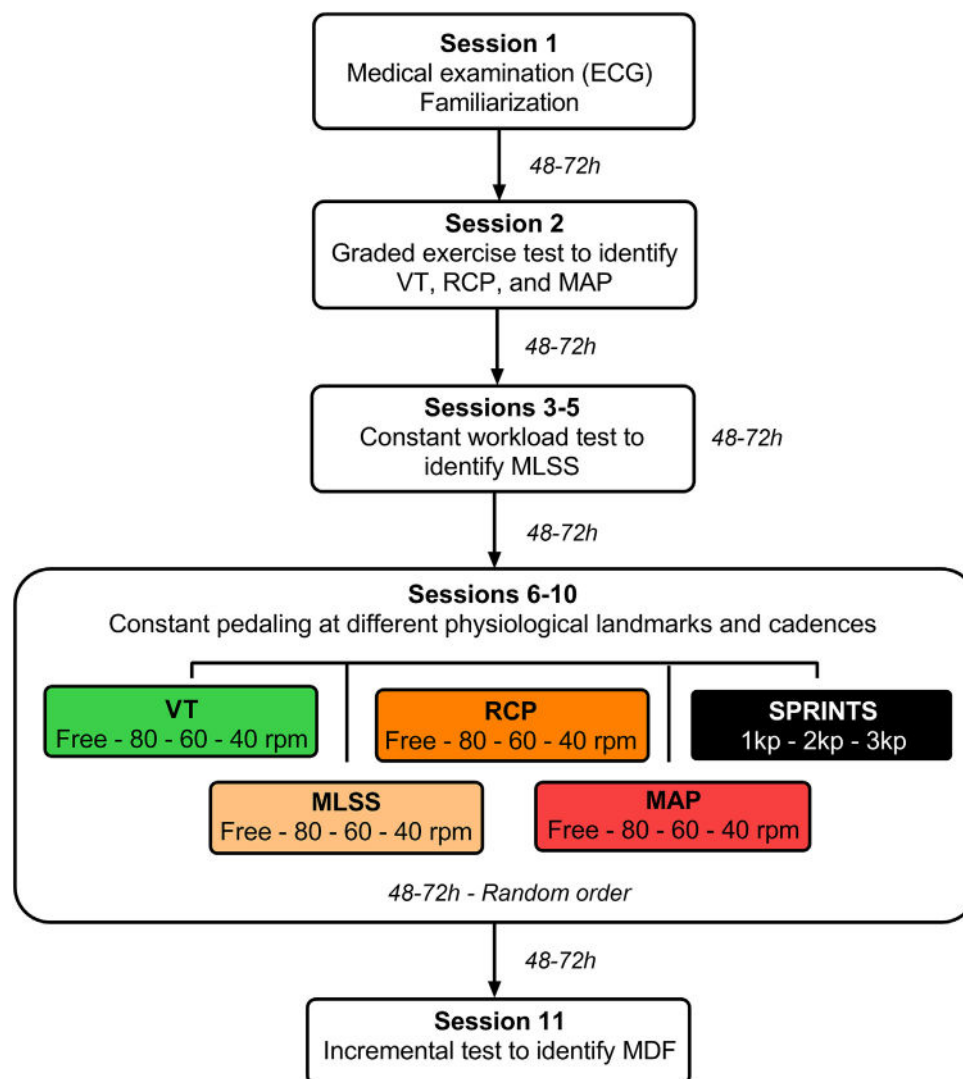 Session 1
Medical examination (ECG)
Familiarization
48-72h
Session 2
Graded exercise test to identify
VT, RCP, and MAP
48-72h
Sessions 3-5
Constant workload test to
identify MLSS
48-72h
48-72h
Sessions 6-10
Constant pedaling at different physiological landmarks and cadences
VT
Free - 80 - 60 - 40 rpm
RCP
Free - 80 - 60 - 40 rpm
SPRINTS
1kp - 2kp - 3kp
MLSS
Free - 80 - 60 - 40 rpm
MAP
Free - 80 - 60 - 40 rpm
48-72h - Random order
48-72h
Session 11
Incremental test to identify MDF